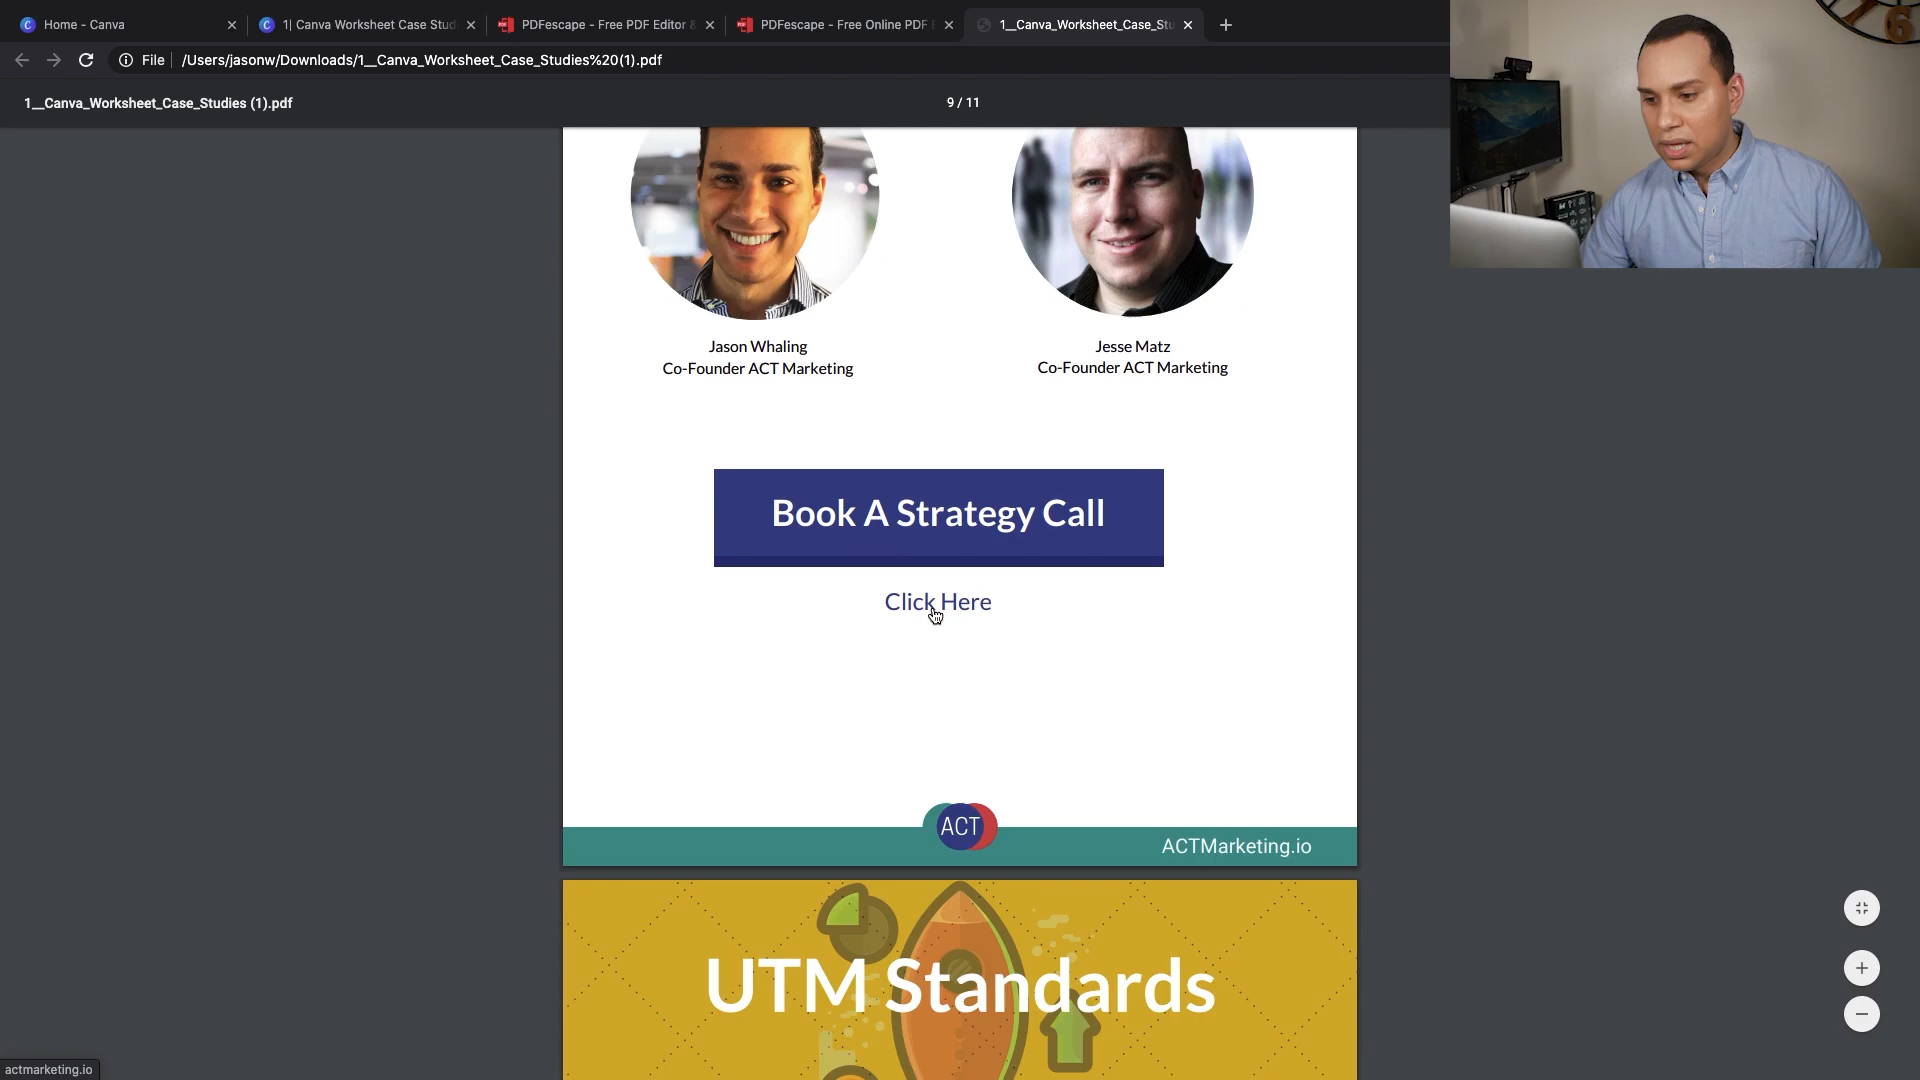 Home - Canva
1| Canva Worksheet Case Stud
PDFescape - Free PDF Editor &
PDFescape - Free Online PDF E
1__Canva_Worksheet_Case_Stu
File
/Users/jasonw/Downloads/1__Canva_Worksheet_Case_Studies%20(1).pdf
1__Canva_Worksheet_Case_Studies (1).pdf
9 / 11
Jason Whaling
Co-Founder ACT Marketing
Jesse Matz
Co-Founder ACT Marketing
Book A Strategy Call
Click Here
ACT
ACTMarketing.io
UTM Standards
actmarketing.io